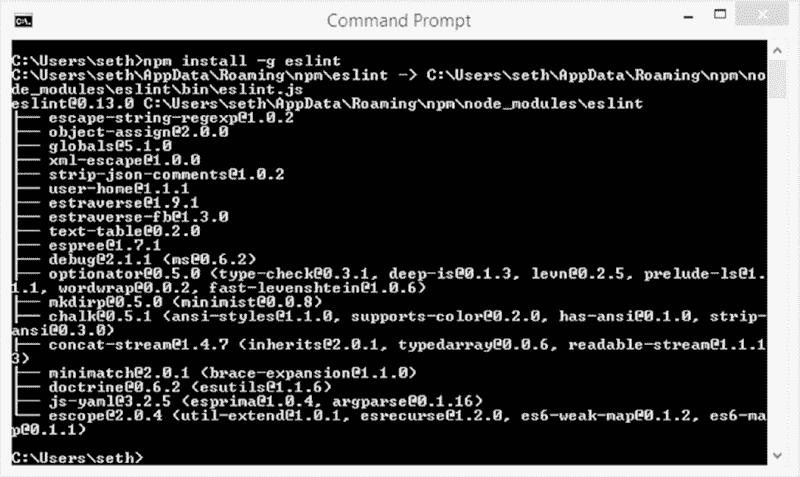 Command Prompt
C:\Users\seth>npm install -g eslint
C:\Users\seth\AppData\Roaming\npm\eslint -> C:\Users\seth\AppData\Roaming\npm\no
de_modules\eslint\bin\eslint.js
eslint@0.13.0 C:\Users\seth\AppData\Roaming\npm\node_modules\eslint
├── escape-string-regexp@1.0.2
├── object-assign@2.0.0
├── globals@5.1.0
├── xml-escape@1.0.0
├── strip-json-comments@1.0.2
├── user-home@1.1.1
├── estraverse@1.9.1
├── estraverse-fb@1.3.0
├── text-table@0.2.0
├── espree@1.7.1
├── debug@2.1.1 (ms@0.6.2)
├── optionator@0.5.0 (type-check@0.3.1, deep-is@0.1.3, levn@0.2.5, prelude-ls@1.
1.1, wordwrap@0.0.2, fast-levenshtein@1.0.6)
├── mkdirp@0.5.0 (minimist@0.0.8)
├── chalk@0.5.1 (ansi-styles@1.1.0, supports-color@0.2.0, has-ansi@0.1.0, strip-
ansi@0.3.0)
├── concat-stream@1.4.7 (inherits@2.0.1, typedarray@0.0.6, readable-stream@1.1.1
3)
├── minimatch@2.0.1 (brace-expansion@1.1.0)
├── doctrine@0.6.2 (esutils@1.1.6)
├── js-yaml@3.2.5 (esprima@1.0.4, argparse@0.1.16)
└── escope@2.0.4 (util-extend@1.0.1, esrecurse@1.2.0, es6-weak-map@0.1.2, es6-ma
p@0.1.1)
C:\Users\seth>